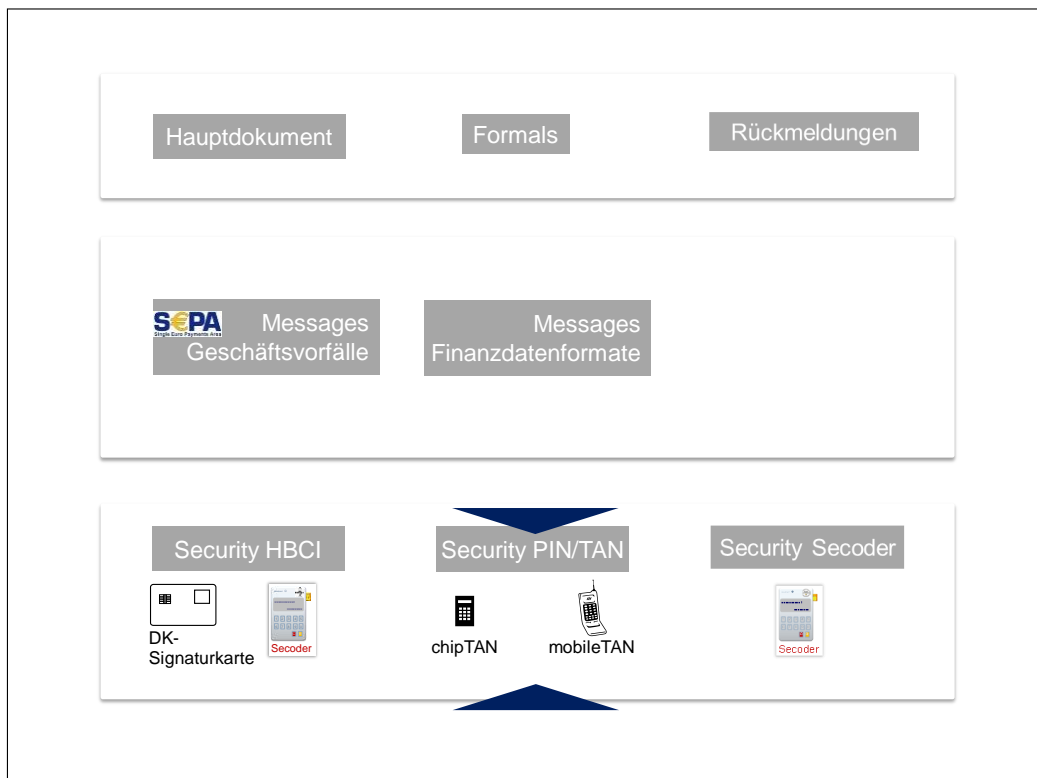 Hauptdokument
Formals
Rückmeldungen
S€PA
Single Euro Payments Area
Messages
Geschäftsvorfälle
Messages
Finanzdatenformate
Security HBCI
Security PIN/TAN
Security Secoder
DK-
Signaturkarte
Secoder
chipTAN
mobileTAN
Secoder